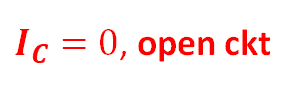 I_C = 0, open ckt